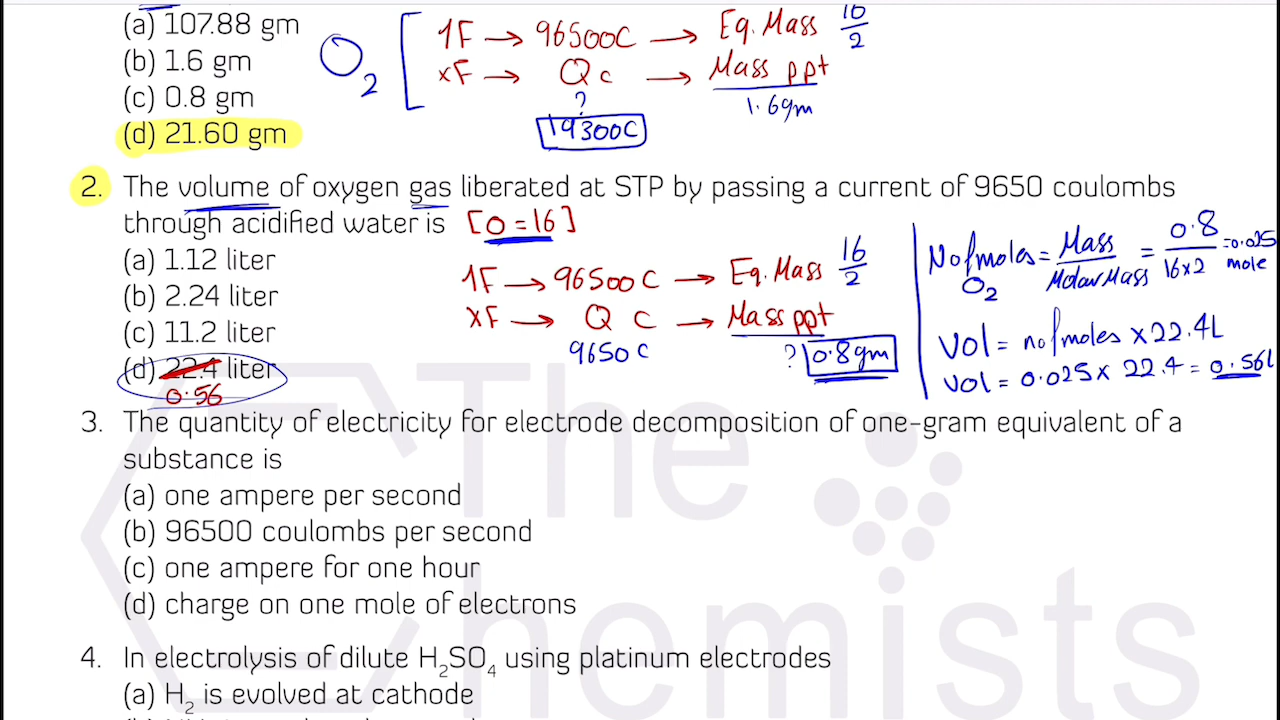 (a) 107.88 gm
(b) 1.6 gm
(c) 0.8 gm
(d) 21.60 gm
O₂
1F → 96500C → Eq. Mass 16/2
xF → Q c → Mass ppt
? 1.6gm
19300C
2. The volume of oxygen gas liberated at STP by passing a current of 9650 coulombs
through acidified water is [O = 16]
(a) 1.12 liter
(b) 2.24 liter
(c) 11.2 liter
(d) 22.4 liter
0.56
1F → 96500 C → Eq. Mass 16/2
XF → Q C → Mass ppt
9650 C ? 0.8gm
No of moles = Mass/Molar Mass = 0.8/16x2 = 0.025 mole
O₂
Vol = no of moles x 22.4L
Vol = 0.025 x 22.4 = 0.56L
3. The quantity of electricity for electrode decomposition of one-gram equivalent of a
substance is
(a) one ampere per second
(b) 96500 coulombs per second
(c) one ampere for one hour
(d) charge on one mole of electrons
4. In electrolysis of dilute H₂SO₄ using platinum electrodes
(a) H₂ is evolved at cathode
The
Chemists